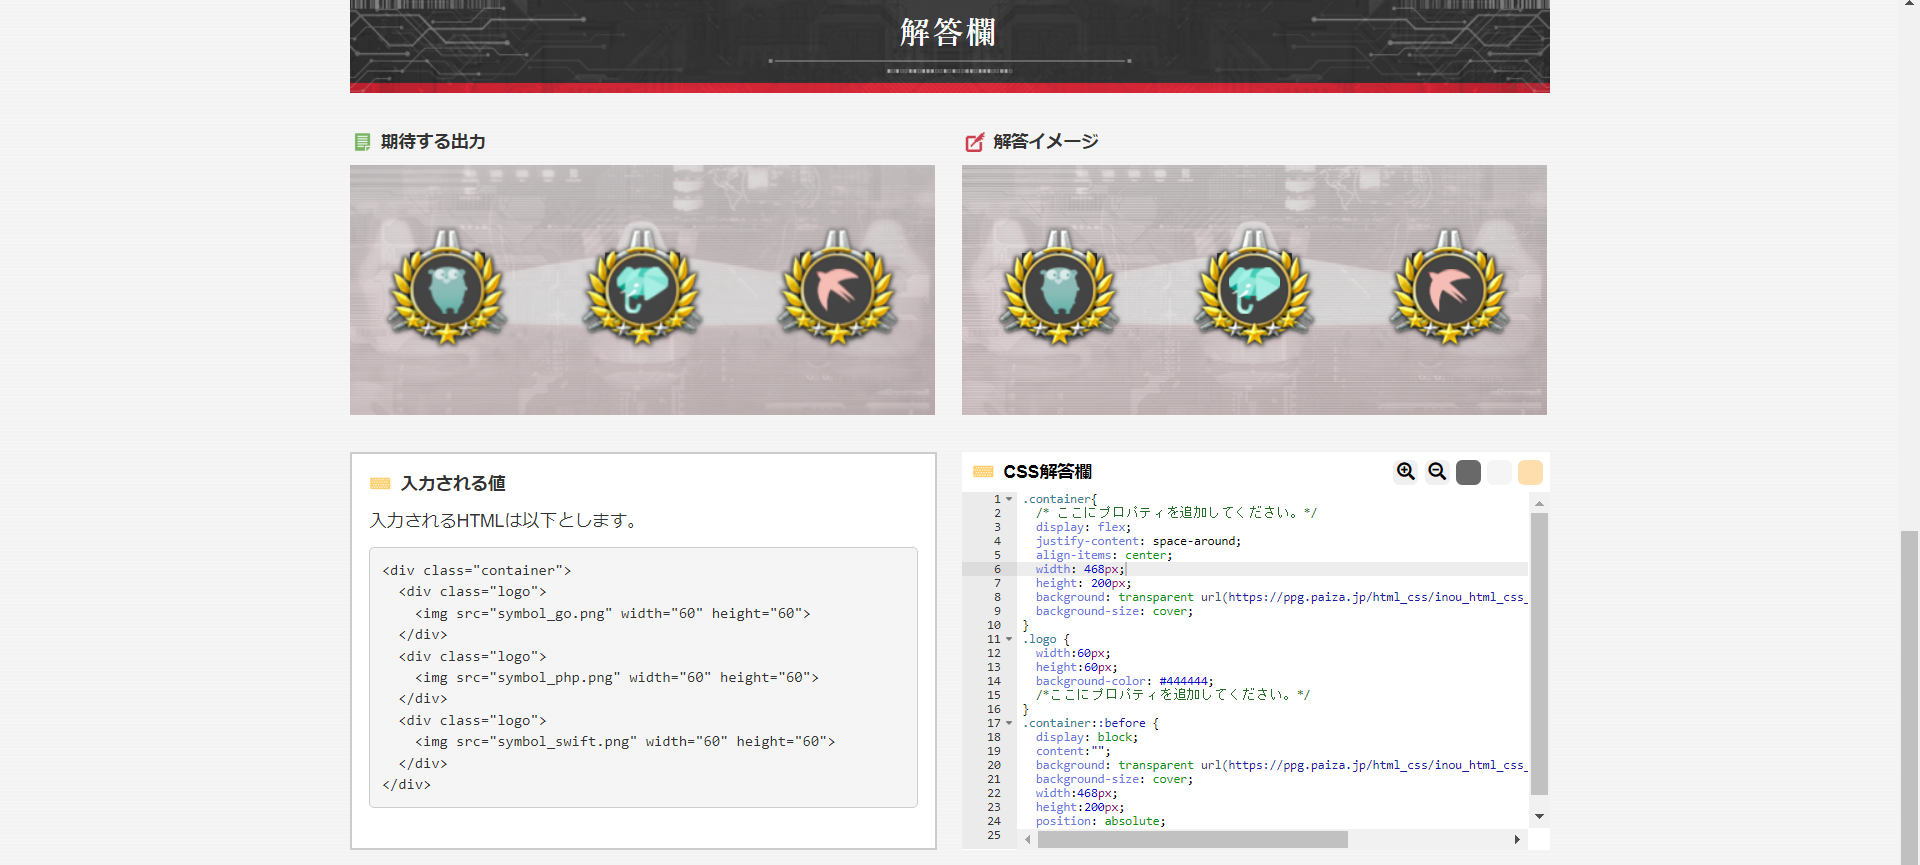 解答欄
期待する出力
解答イメージ
入力される値
入力されるHTMLは以下とします。
<div class="container">
  <div class="logo">
    <img src="symbol_go.png" width="60" height="60">
  </div>
  <div class="logo">
    <img src="symbol_php.png" width="60" height="60">
  </div>
  <div class="logo">
    <img src="symbol_swift.png" width="60" height="60">
  </div>
</div>
CSS解答欄
1 .container{
2   /* ここにプロパティを追加してください。*/
3   display: flex;
4   justify-content: space-around;
5   align-items: center;
6   width: 468px;
7   height: 200px;
8   background: transparent url(https://ppg.paiza.jp/html_css/inou_html_css_
9   background-size: cover;
10 }
11 .logo {
12   width:60px;
13   height:60px;
14   background-color: #444444;
15   /*ここにプロパティを追加してください。*/
16 }
17 .container::before {
18   display: block;
19   content:"";
20   background: transparent url(https://ppg.paiza.jp/html_css/inou_html_css_
21   background-size: cover;
22   width:468px;
23   height:200px;
24   position: absolute;
25